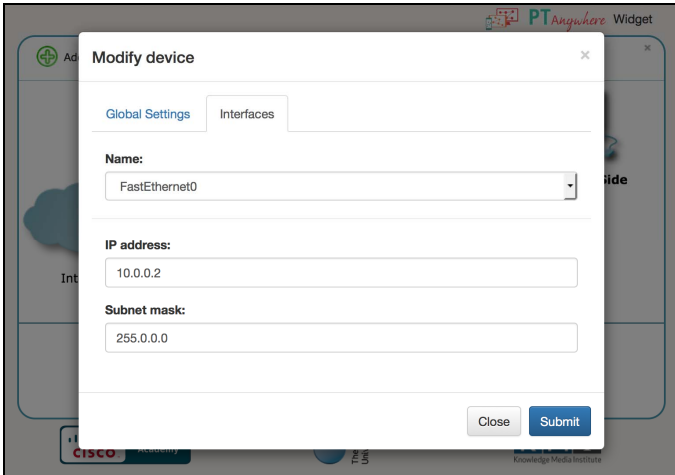 PTAnywhere Widget
Modify device
×
Global Settings
Interfaces
Name:
FastEthernet0
IP address:
10.0.0.2
Subnet mask:
255.0.0.0
Close
Submit
×
Int
CISCO
Academy
Knowledge Media Institute